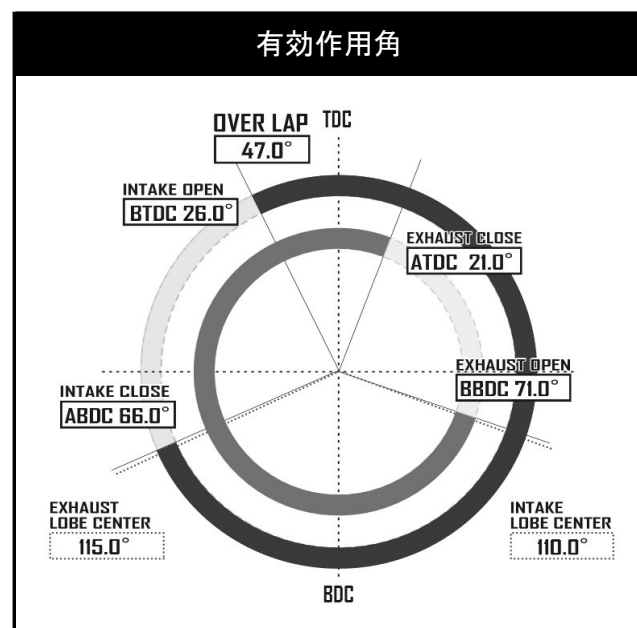 有効作用角
OVER LAP
47.0°
TDC
INTAKE OPEN
BTDC 26.0°
EXHAUST CLOSE
ATDC 21.0°
INTAKE CLOSE
ABDC 66.0°
EXHAUST OPEN
BBDC 71.0°
EXHAUST
LOBE CENTER
115.0°
INTAKE
LOBE CENTER
110.0°
BDC